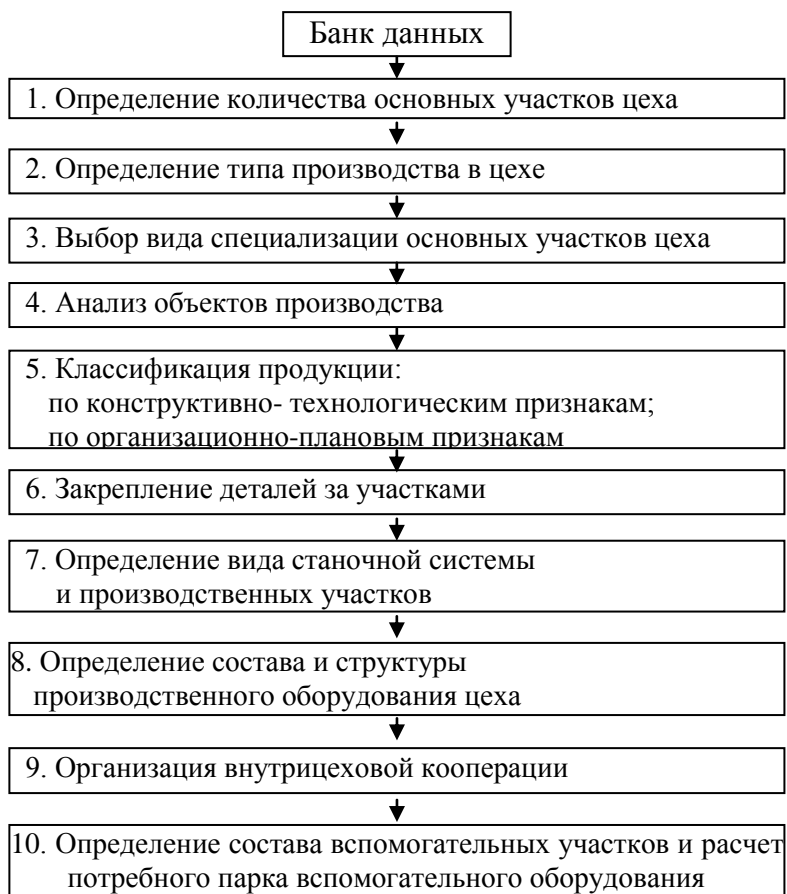 Банк данных
1. Определение количества основных участков цеха
2. Определение типа производства в цехе
3. Выбор вида специализации основных участков цеха
4. Анализ объектов производства
5. Классификация продукции:
по конструктивно- технологическим признакам;
по организационно-плановым признакам
6. Закрепление деталей за участками
7. Определение вида станочной системы
и производственных участков
8. Определение состава и структуры
производственного оборудования цеха
9. Организация внутрицеховой кооперации
10. Определение состава вспомогательных участков и расчет
потребного парка вспомогательного оборудования